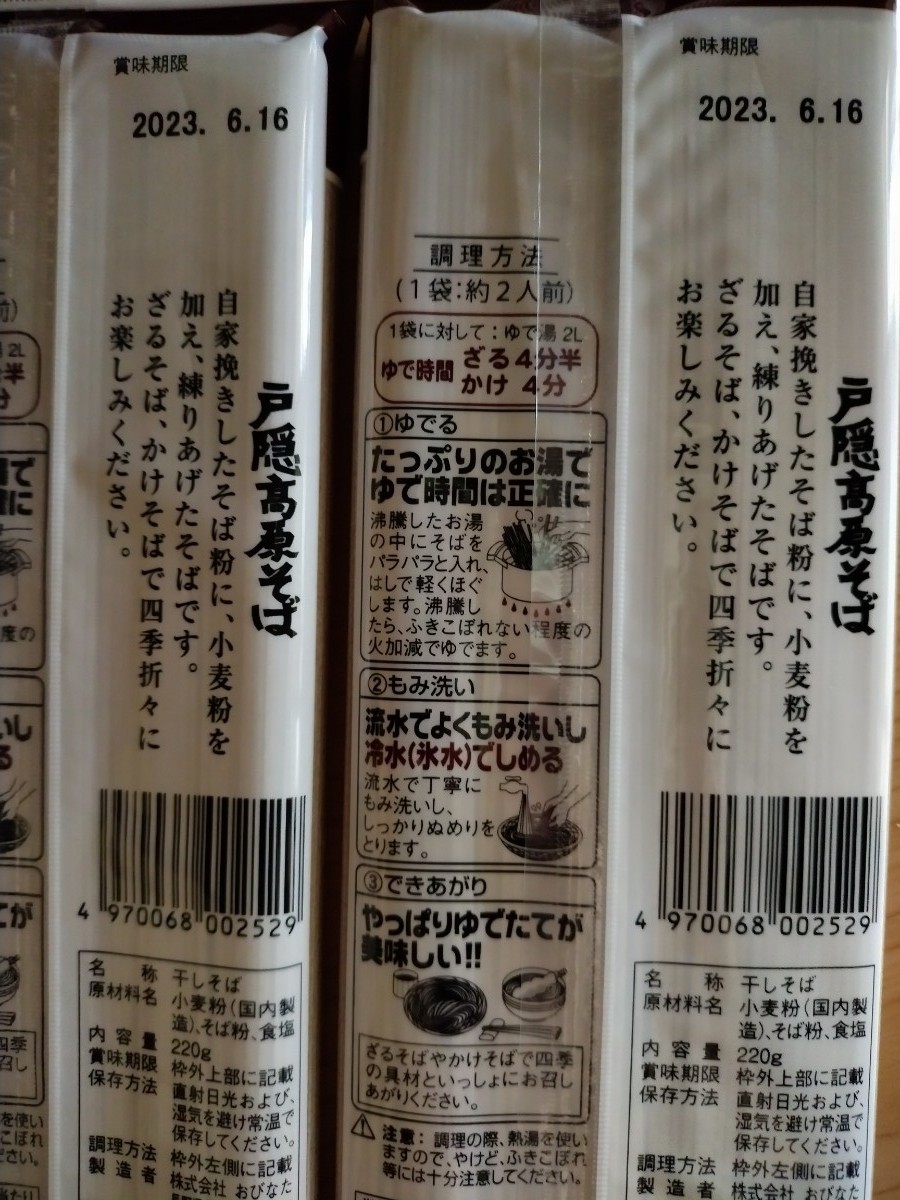 賞味期限
2023. 6.16
戸隠高原そば
自家挽きしたそば粉に、小麦粉を
加え、練りあげたそばです。
ざるそば、かけそばで四季折々に
お楽しみください。
4 970068 002529
名称 干しそば
原材料名 小麦粉(国内製
造)、そば粉、食塩
内容量 220g
賞味期限 枠外上部に記載
保存方法 直射日光および、
湿気を避け常温で
保存してください。
調理方法 枠外左側に記載
製造者 株式会社 おびなた
調理方法
(1袋:約2人前)
1袋に対して:ゆで湯 2L
ゆで時間 ざる 4分半
かけ 4分
①ゆでる
たっぷりのお湯で
ゆで時間は正確に
沸騰したお湯
の中にそばを
パラパラと入れ、
はしで軽くほぐ
します。沸騰し
たら、ふきこぼれない程度の
火加減でゆでます。
②もみ洗い
流水でよくもみ洗いし
冷水(氷水)でしめる
流水で丁寧に
もみ洗いし、
しっかりぬめりを
とります。
③できあがり
やっぱりゆでたてが
美味しい!!
ざるそばやかけそばで四季
の具材といっしょにお召し
あがりください。
注意:調理の際、熱湯を使い
ますので、やけど、ふきこぼれ
等には十分注意してください。
賞味期限
2023. 6.16
戸隠高原そば
自家挽きしたそば粉に、小麦粉を
加え、練りあげたそばです。
ざるそば、かけそばで四季折々に
お楽しみください。
4 970068 002529
名称 干しそば
原材料名 小麦粉(国内製
造)、そば粉、食塩
内容量 220g
賞味期限 枠外上部に記載
保存方法 直射日光および、
湿気を避け常温で
保存してください。
調理方法 枠外左側に記載
製造者 株式会社 おびなた